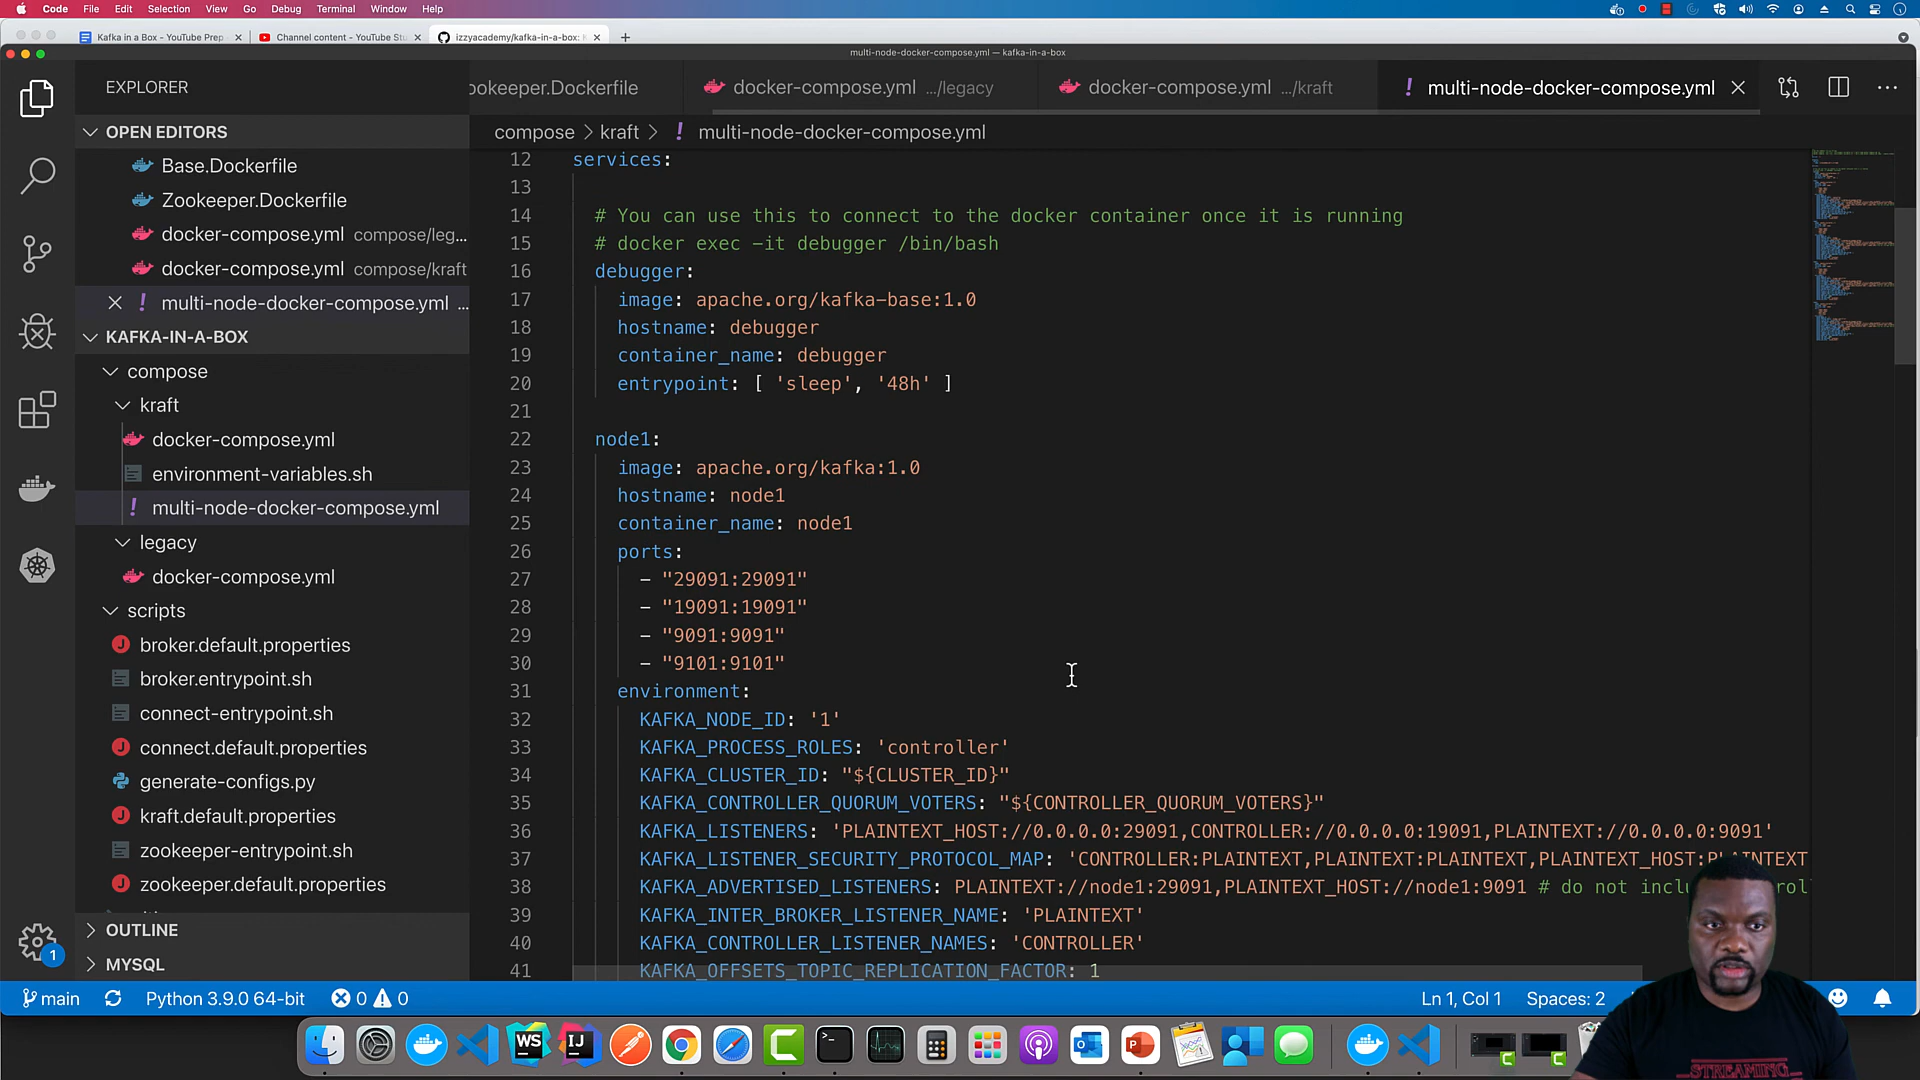 Code File Edit Selection View Go Debug Terminal Window Help
Kafka in a Box - YouTube Prep
Channel content - YouTube Stu
izzyacademy/kafka-in-a-box: K
multi-node-docker-compose.yml — kafka-in-a-box
EXPLORER
ookeeper.Dockerfile
docker-compose.yml .../legacy
docker-compose.yml .../kraft
multi-node-docker-compose.yml
compose > kraft > ! multi-node-docker-compose.yml
OPEN EDITORS
Base.Dockerfile
Zookeeper.Dockerfile
docker-compose.yml compose/leg...
docker-compose.yml compose/kraft
multi-node-docker-compose.yml ...
KAFKA-IN-A-BOX
compose
kraft
docker-compose.yml
environment-variables.sh
multi-node-docker-compose.yml
legacy
docker-compose.yml
scripts
broker.default.properties
broker.entrypoint.sh
connect-entrypoint.sh
connect.default.properties
generate-configs.py
kraft.default.properties
zookeeper-entrypoint.sh
zookeeper.default.properties
OUTLINE
MYSQL
12 services:
13
14 # You can use this to connect to the docker container once it is running
15 # docker exec -it debugger /bin/bash
16 debugger:
17 image: apache.org/kafka-base:1.0
18 hostname: debugger
19 container_name: debugger
20 entrypoint: [ 'sleep', '48h' ]
21
22 node1:
23 image: apache.org/kafka:1.0
24 hostname: node1
25 container_name: node1
26 ports:
27 - "29091:29091"
28 - "19091:19091"
29 - "9091:9091"
30 - "9101:9101"
31 environment:
32 KAFKA_NODE_ID: '1'
33 KAFKA_PROCESS_ROLES: 'controller'
34 KAFKA_CLUSTER_ID: "${CLUSTER_ID}"
35 KAFKA_CONTROLLER_QUORUM_VOTERS: "${CONTROLLER_QUORUM_VOTERS}"
36 KAFKA_LISTENERS: 'PLAINTEXT_HOST://0.0.0.0:29091,CONTROLLER://0.0.0.0:19091,PLAINTEXT://0.0.0.0:9091'
37 KAFKA_LISTENER_SECURITY_PROTOCOL_MAP: 'CONTROLLER:PLAINTEXT,PLAINTEXT:PLAINTEXT,PLAINTEXT_HOST:PLAINTEXT
38 KAFKA_ADVERTISED_LISTENERS: PLAINTEXT://node1:29091,PLAINTEXT_HOST://node1:9091 # do not
39 KAFKA_INTER_BROKER_LISTENER_NAME: 'PLAINTEXT'
40 KAFKA_CONTROLLER_LISTENER_NAMES: 'CONTROLLER'
41 KAFKA_OFFSETS_TOPIC_REPLICATION_FACTOR: 1
1
main Python 3.9.0 64-bit 0 0 Ln 1, Col 1 Spaces: 2
WS IJ
STREAMING